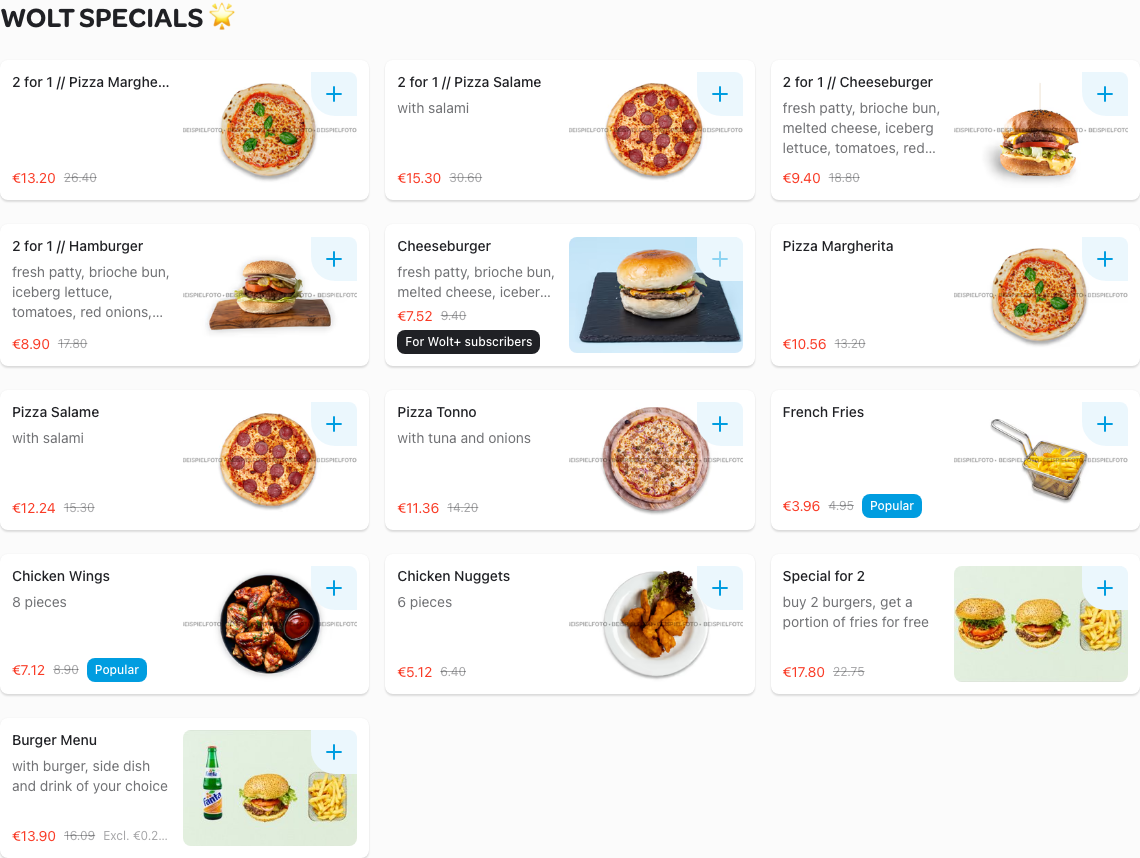 WOLT SPECIALS 🌟
2 for 1 // Pizza Marghe...
BEISPIELFOTO • BEISPIELFOTO • BEISPIELFOTO
€13.20 26.40
2 for 1 // Pizza Salame
with salami
BEISPIELFOTO • BEISPIELFOTO • BEISPIELFOTO
€15.30 30.60
2 for 1 // Cheeseburger
fresh patty, brioche bun,
melted cheese, iceberg
lettuce, tomatoes, red...
BEISPIELFOTO • BEISPIELFOTO • BEISPIELFOTO
€9.40 18.80
2 for 1 // Hamburger
fresh patty, brioche bun,
iceberg lettuce,
tomatoes, red onions,...
BEISPIELFOTO • BEISPIELFOTO • BEISPIELFOTO
€8.90 17.80
Cheeseburger
fresh patty, brioche bun,
melted cheese, iceber...
€7.52 9.40
For Wolt+ subscribers
Pizza Margherita
BEISPIELFOTO • BEISPIELFOTO • BEISPIELFOTO
€10.56 13.20
Pizza Salame
with salami
BEISPIELFOTO • BEISPIELFOTO • BEISPIELFOTO
€12.24 15.30
Pizza Tonno
with tuna and onions
BEISPIELFOTO • BEISPIELFOTO • BEISPIELFOTO
€11.36 14.20
French Fries
BEISPIELFOTO • BEISPIELFOTO • BEISPIELFOTO
€3.96 4.95 Popular
Chicken Wings
8 pieces
BEISPIELFOTO • BEISPIELFOTO • BEISPIELFOTO
€7.12 8.90 Popular
Chicken Nuggets
6 pieces
BEISPIELFOTO • BEISPIELFOTO • BEISPIELFOTO
€5.12 6.40
Special for 2
buy 2 burgers, get a
portion of fries for free
€17.80 22.75
Burger Menu
with burger, side dish
and drink of your choice
Fanta
€13.90 16.09 Excl. €0.2...